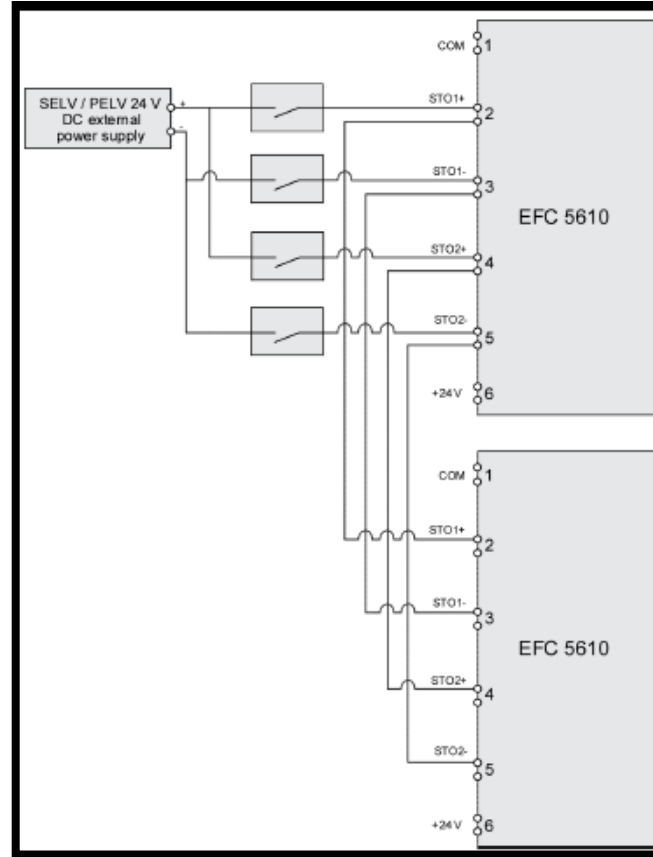 SELV / PELV 24 V
DC external
power supply
+
-
COM
1
STO1+
2
STO1-
3
EFC 5610
STO2+
4
STO2-
5
+24V
6
COM
1
STO1+
2
STO1-
3
EFC 5610
STO2+
4
STO2-
5
+24V
6